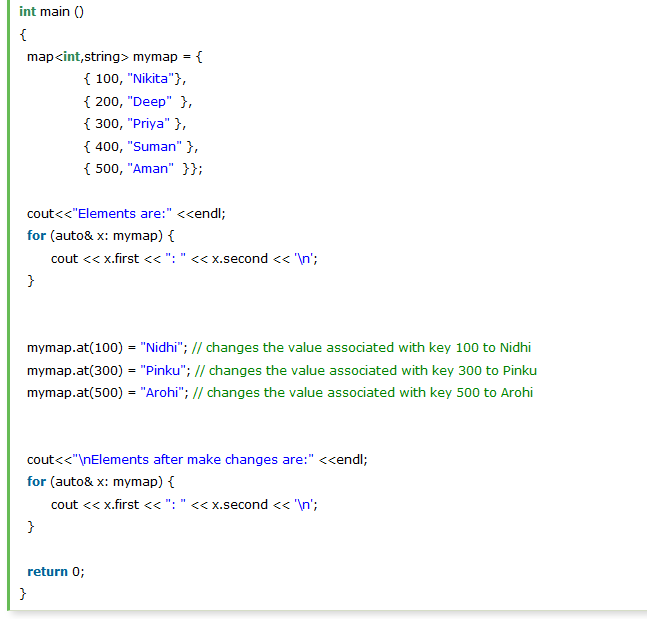 int main ()
{
map<int,string> mymap = {
{ 100, "Nikita"},
{ 200, "Deep"  },
{ 300, "Priya" },
{ 400, "Suman" },
{ 500, "Aman"  }};
cout<<"Elements are:" <<endl;
for (auto& x: mymap) {
cout << x.first << ": " << x.second << '\n';
}
mymap.at(100) = "Nidhi"; // changes the value associated with key 100 to Nidhi
mymap.at(300) = "Pinku"; // changes the value associated with key 300 to Pinku
mymap.at(500) = "Arohi"; // changes the value associated with key 500 to Arohi
cout<<"\nElements after make changes are:" <<endl;
for (auto& x: mymap) {
cout << x.first << ": " << x.second << '\n';
}
return 0;
}